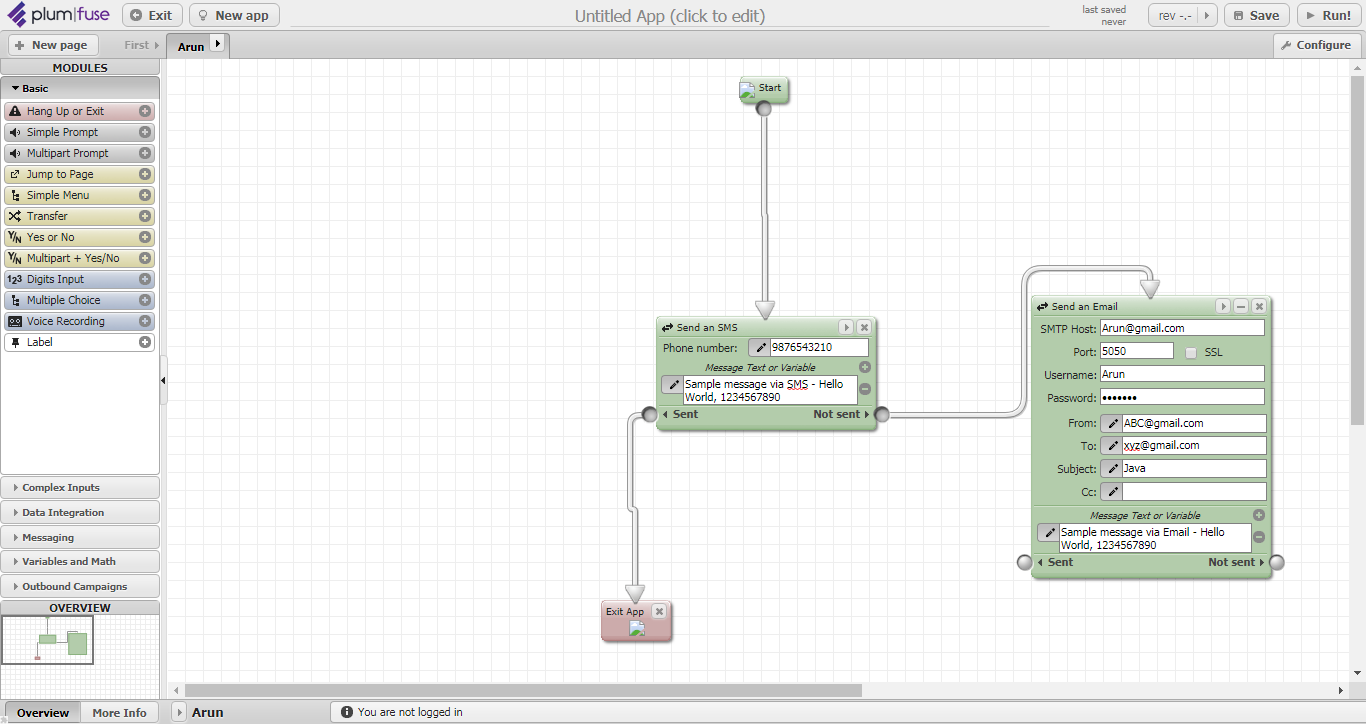 plum|fuse
Exit
New app
Untitled App (click to edit)
last saved
never
rev -.-
Save
Run!
New page
First
Arun
Configure
MODULES
Basic
Hang Up or Exit
Simple Prompt
Multipart Prompt
Jump to Page
Simple Menu
Transfer
Y/N Yes or No
Y/N Multipart + Yes/No
123 Digits Input
Multiple Choice
Voice Recording
Label
Complex Inputs
Data Integration
Messaging
Variables and Math
Outbound Campaigns
OVERVIEW
Overview
More Info
Start
Send an SMS
Phone number: 9876543210
Message Text or Variable
Sample message via SMS - Hello
World, 1234567890
Sent Not sent
Exit App
Send an Email
SMTP Host: Arun@gmail.com
Port: 5050 SSL
Username: Arun
Password: •••••••
From: ABC@gmail.com
To: xyz@gmail.com
Subject: Java
Cc:
Message Text or Variable
Sample message via Email - Hello
World, 1234567890
Sent Not sent
Arun
You are not logged in